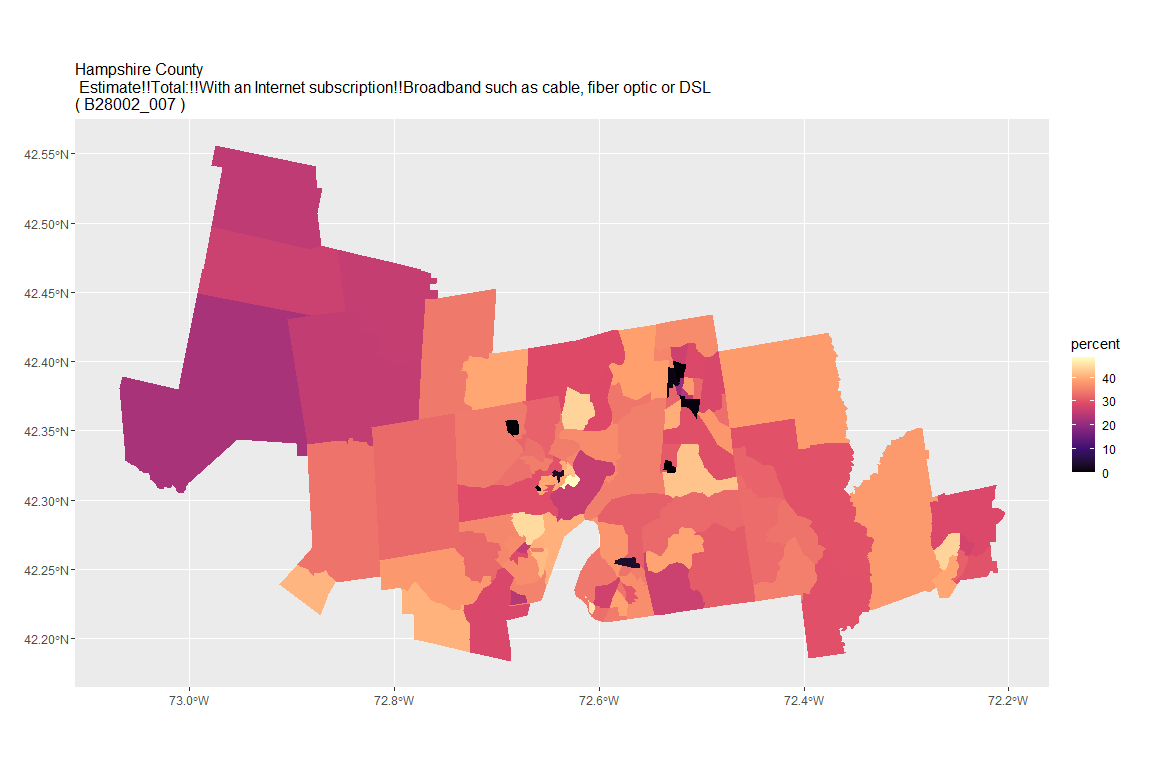 Hampshire County
Estimate!!Total:!!With an Internet subscription!!Broadband such as cable, fiber optic or DSL
( B28002_007 )
42.55°N
42.50°N
42.45°N
42.40°N
42.35°N
42.30°N
42.25°N
42.20°N
73.0°W
72.8°W
72.6°W
72.4°W
72.2°W
percent
40
30
20
10
0